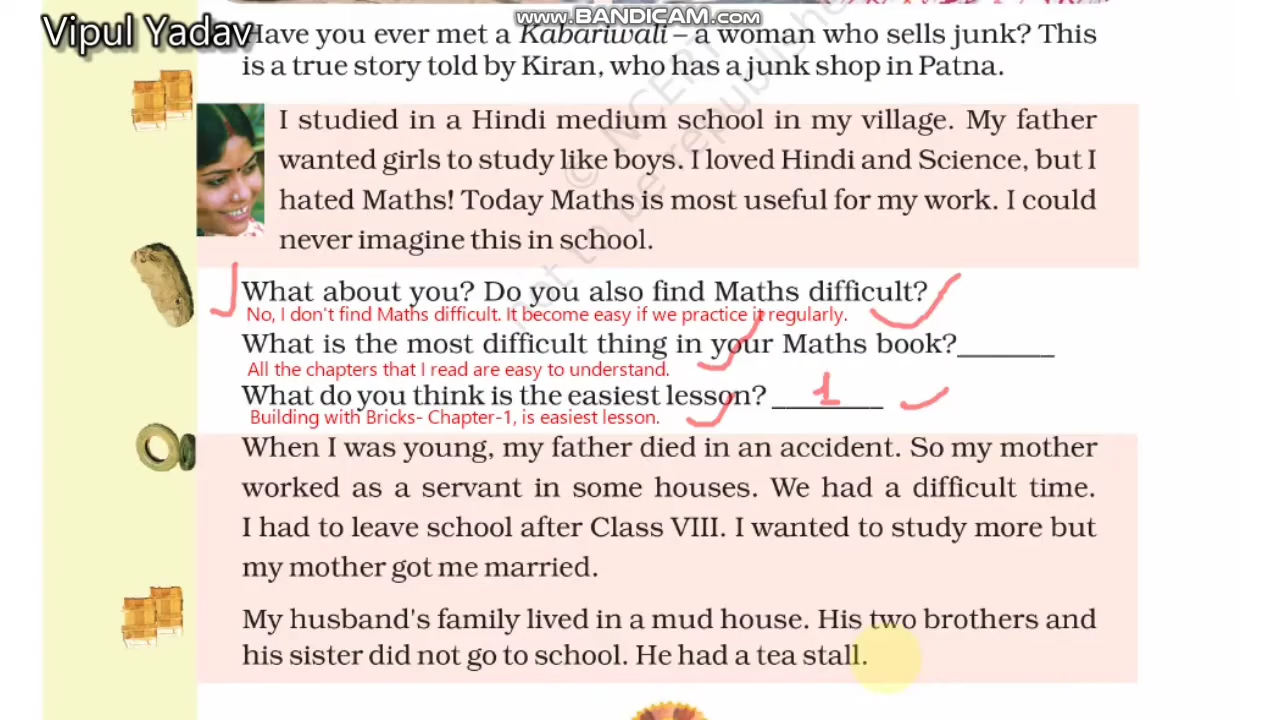 www.BANDICAM.com
Vipul Yadav
Have you ever met a Kabariwali – a woman who sells junk? This
is a true story told by Kiran, who has a junk shop in Patna.
I studied in a Hindi medium school in my village. My father
wanted girls to study like boys. I loved Hindi and Science, but I
hated Maths! Today Maths is most useful for my work. I could
never imagine this in school.
What about you? Do you also find Maths difficult?
No, I don't find Maths difficult. It become easy if we practice it regularly.
What is the most difficult thing in your Maths book?_______
All the chapters that I read are easy to understand.
What do you think is the easiest lesson? ________
1
Building with Bricks- Chapter-1, is easiest lesson.
When I was young, my father died in an accident. So my mother
worked as a servant in some houses. We had a difficult time.
I had to leave school after Class VIII. I wanted to study more but
my mother got me married.
My husband's family lived in a mud house. His two brothers and
his sister did not go to school. He had a tea stall.
© NCERT
not to be republished